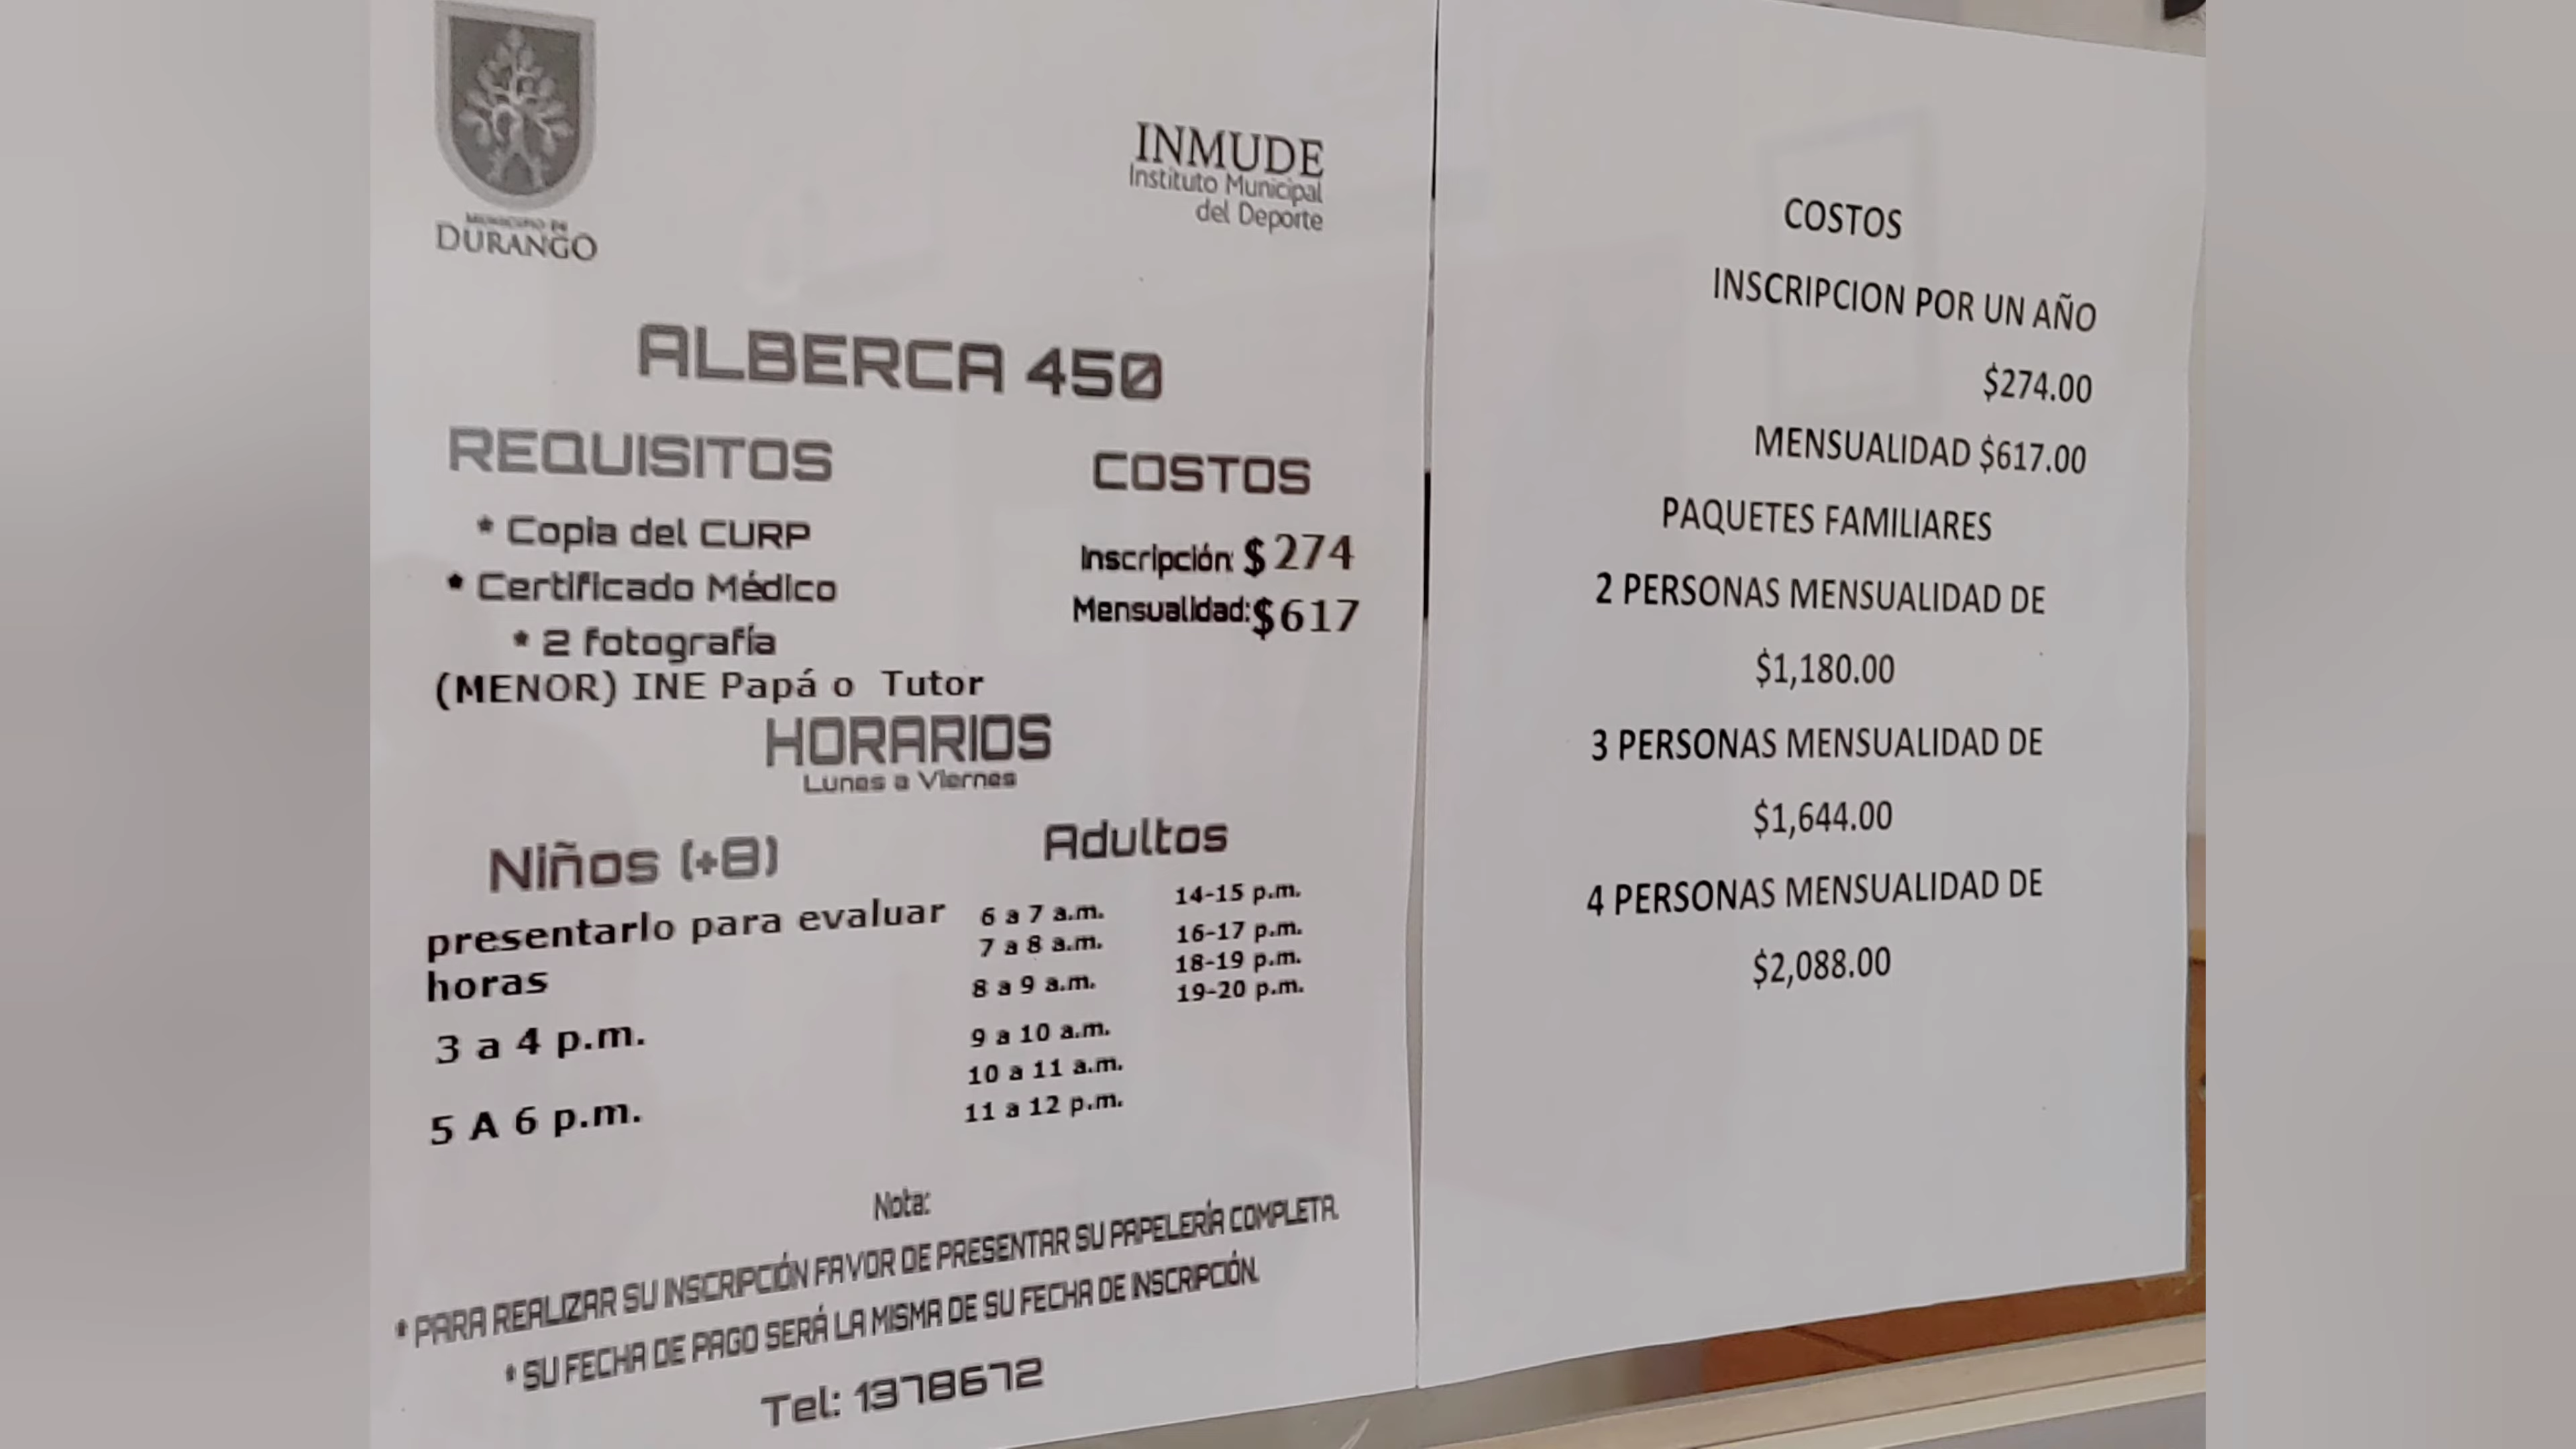 MUNICIPIO DE
DURANGO
INMUDE
Instituto Municipal
del Deporte
ALBERCA 450
REQUISITOS
* Copia del CURP
* Certificado Médico
* 2 fotografía
(MENOR) INE Papá o Tutor
COSTOS
Inscripción: $ 274
Mensualidad: $617
HORARIOS
Lunes a Viernes
Niños (+8)
presentarlo para evaluar
horas
3 a 4 p.m.
5 A 6 p.m.
Adultos
6 a 7 a.m.
7 a 8 a.m.
8 a 9 a.m.
9 a 10 a.m.
10 a 11 a.m.
11 a 12 p.m.
14-15 p.m.
16-17 p.m.
18-19 p.m.
19-20 p.m.
Nota:
* PARA REALIZAR SU INSCRIPCIÓN FAVOR DE PRESENTAR SU PAPELERÍA COMPLETA.
* SU FECHA DE PAGO SERÁ LA MISMA DE SU FECHA DE INSCRIPCIÓN.
Tel: 1378672
COSTOS
INSCRIPCION POR UN AÑO
$274.00
MENSUALIDAD $617.00
PAQUETES FAMILIARES
2 PERSONAS MENSUALIDAD DE
$1,180.00
3 PERSONAS MENSUALIDAD DE
$1,644.00
4 PERSONAS MENSUALIDAD DE
$2,088.00